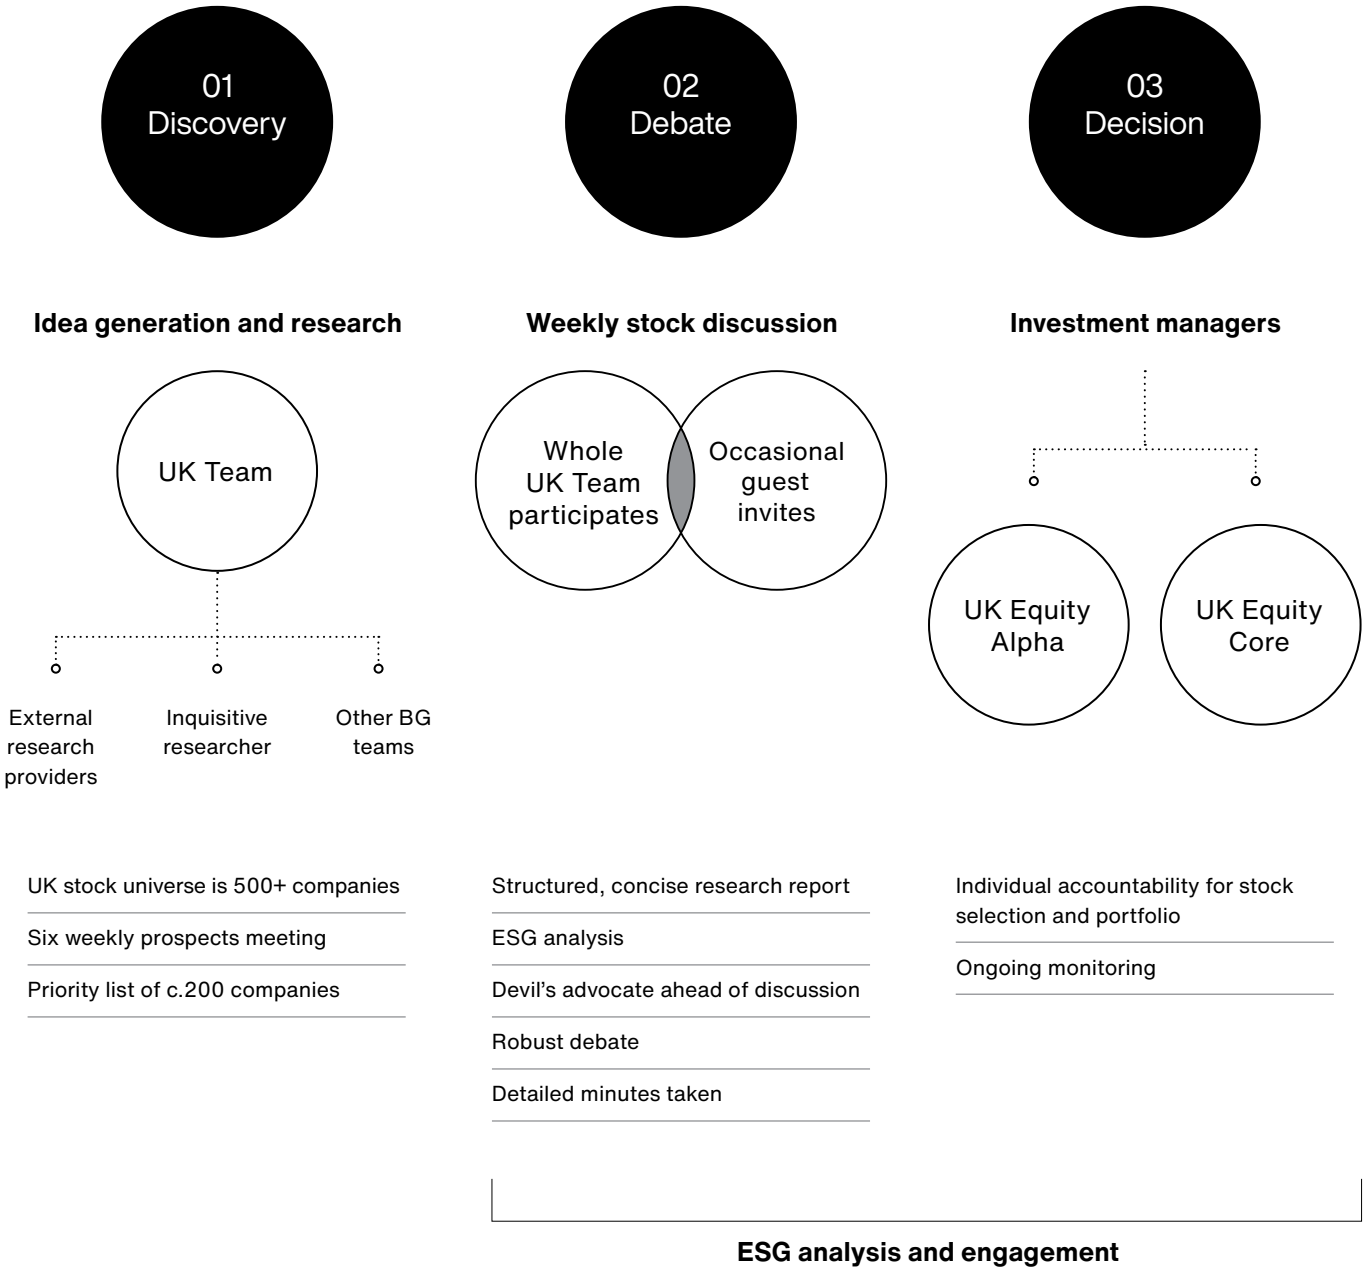 01
Discovery
Idea generation and research
UK Team
External
research
providers
Inquisitive
researcher
Other BG
teams
UK stock universe is 500+ companies
Six weekly prospects meeting
Priority list of c.200 companies
02
Debate
Weekly stock discussion
Whole
UK Team
participates
Occasional
guest
invites
Structured, concise research report
ESG analysis
Devil’s advocate ahead of discussion
Robust debate
Detailed minutes taken
03
Decision
Investment managers
UK Equity
Alpha
UK Equity
Core
Individual accountability for stock
selection and portfolio
Ongoing monitoring
ESG analysis and engagement